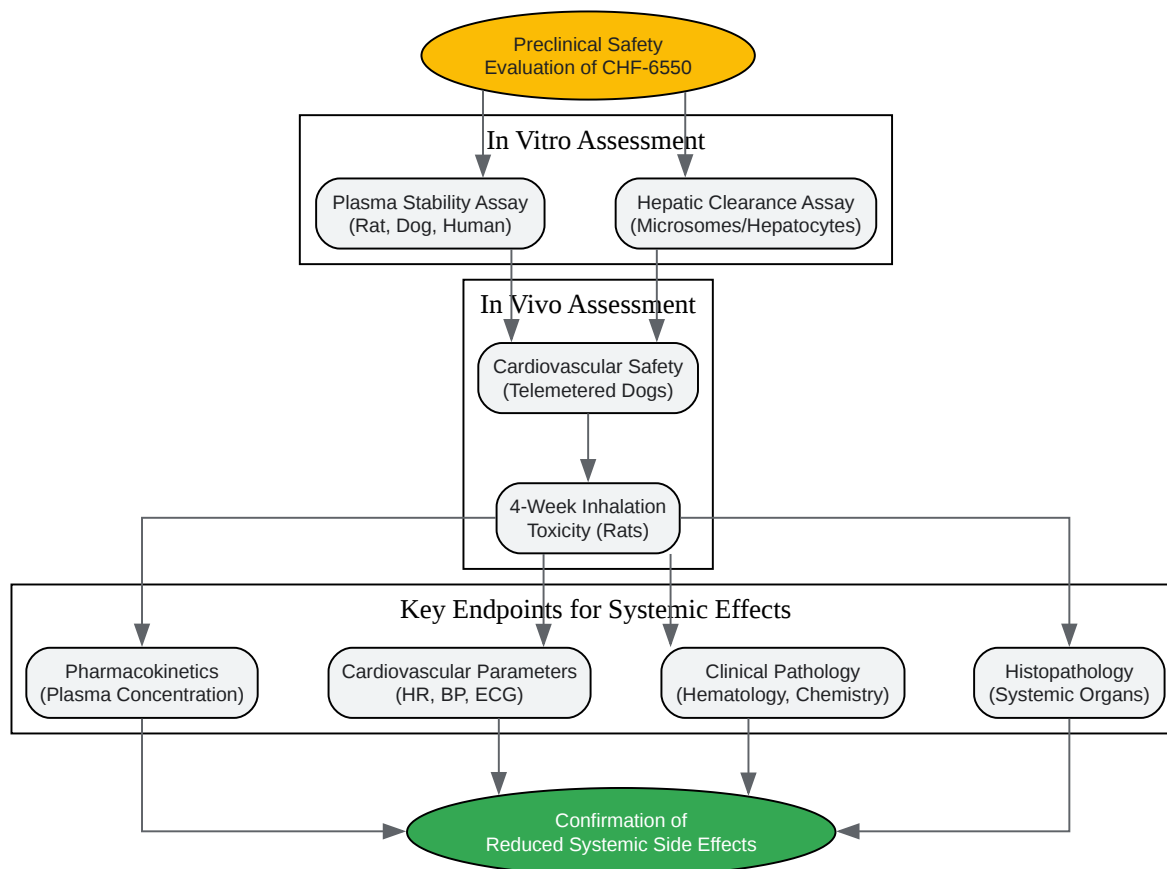 Preclinical Safety
Evaluation of CHF-6550
In Vitro Assessment
Plasma Stability Assay
(Rat, Dog, Human)
Hepatic Clearance Assay
(Microsomes/Hepatocytes)
In Vivo Assessment
Cardiovascular Safety
(Telemetered Dogs)
4-Week Inhalation
Toxicity (Rats)
Key Endpoints for Systemic Effects
Pharmacokinetics
(Plasma Concentration)
Cardiovascular Parameters
(HR, BP, ECG)
Clinical Pathology
(Hematology, Chemistry)
Histopathology
(Systemic Organs)
Confirmation of
Reduced Systemic Side Effects